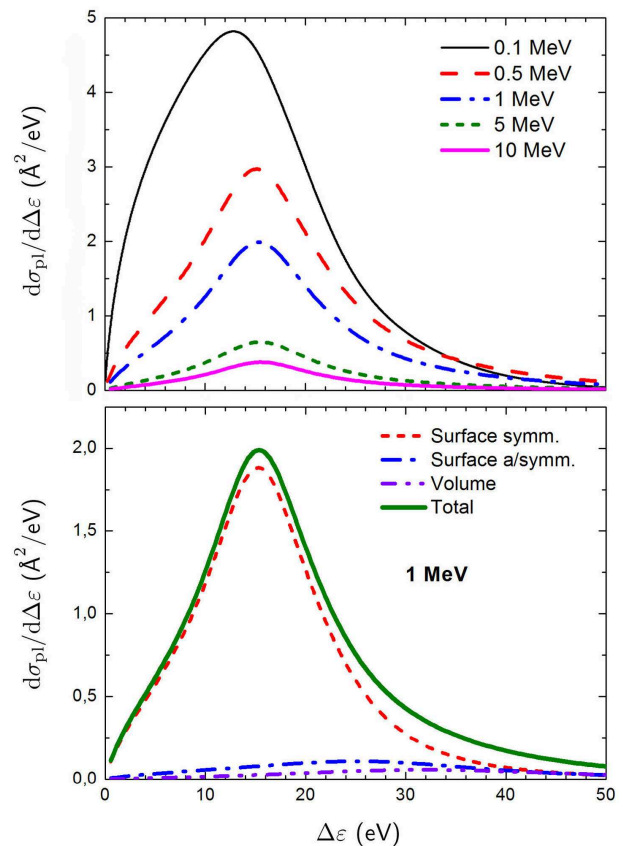 5
4
3
2
1
0
dσpl/dΔε (Å²/eV)
0.1 MeV
0.5 MeV
1 MeV
5 MeV
10 MeV
2,0
1,5
1,0
0,5
0,0
dσpl/dΔε (Å²/eV)
Surface symm.
Surface a/symm.
Volume
Total
1 MeV
0 10 20 30 40 50
Δε (eV)